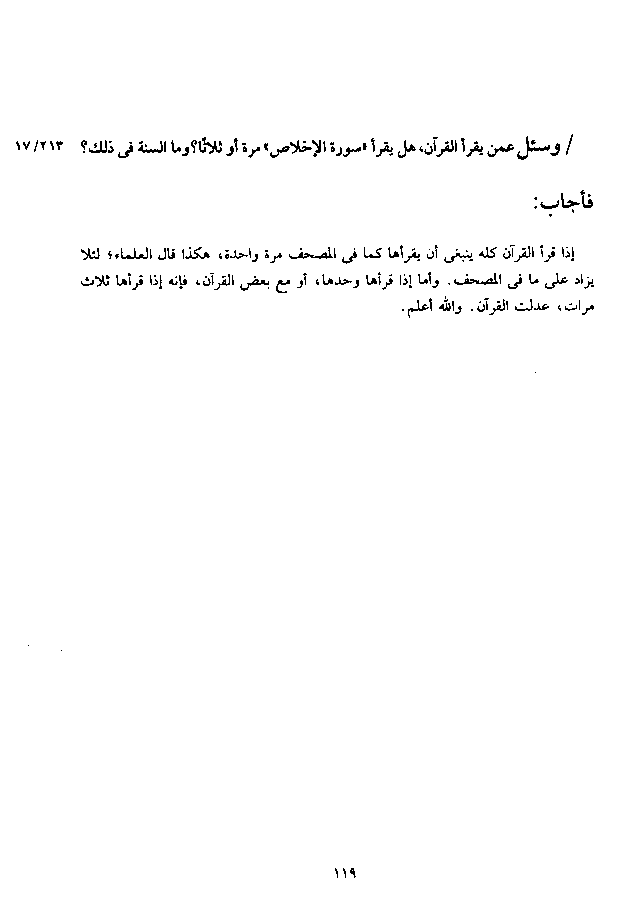 / وسئل عمن يقرأ القرآن، هل يقرأ «سورة الإخلاص» مرة أو ثلاثًا؟ وما السنة فى ذلك؟ ١٧/٢١٣
فأجاب:
إذا قرأ القرآن كله ينبغى أن يقرأها كما فى المصحف مرة واحدة، هكذا قال العلماء؛ لئلا
يزاد على ما فى المصحف. وأما إذا قرأها وحدها، أو مع بعض القرآن، فإنه إذا قرأها ثلاث
مرات، عدلت القرآن. والله أعلم.
١١٩